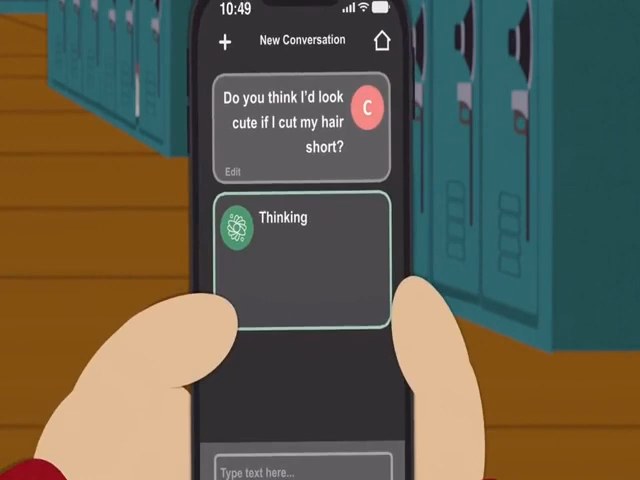 10:49
New Conversation
Do you think I'd look
C
cute if I cut my hair
short?
Edit
Thinking
Type text here...